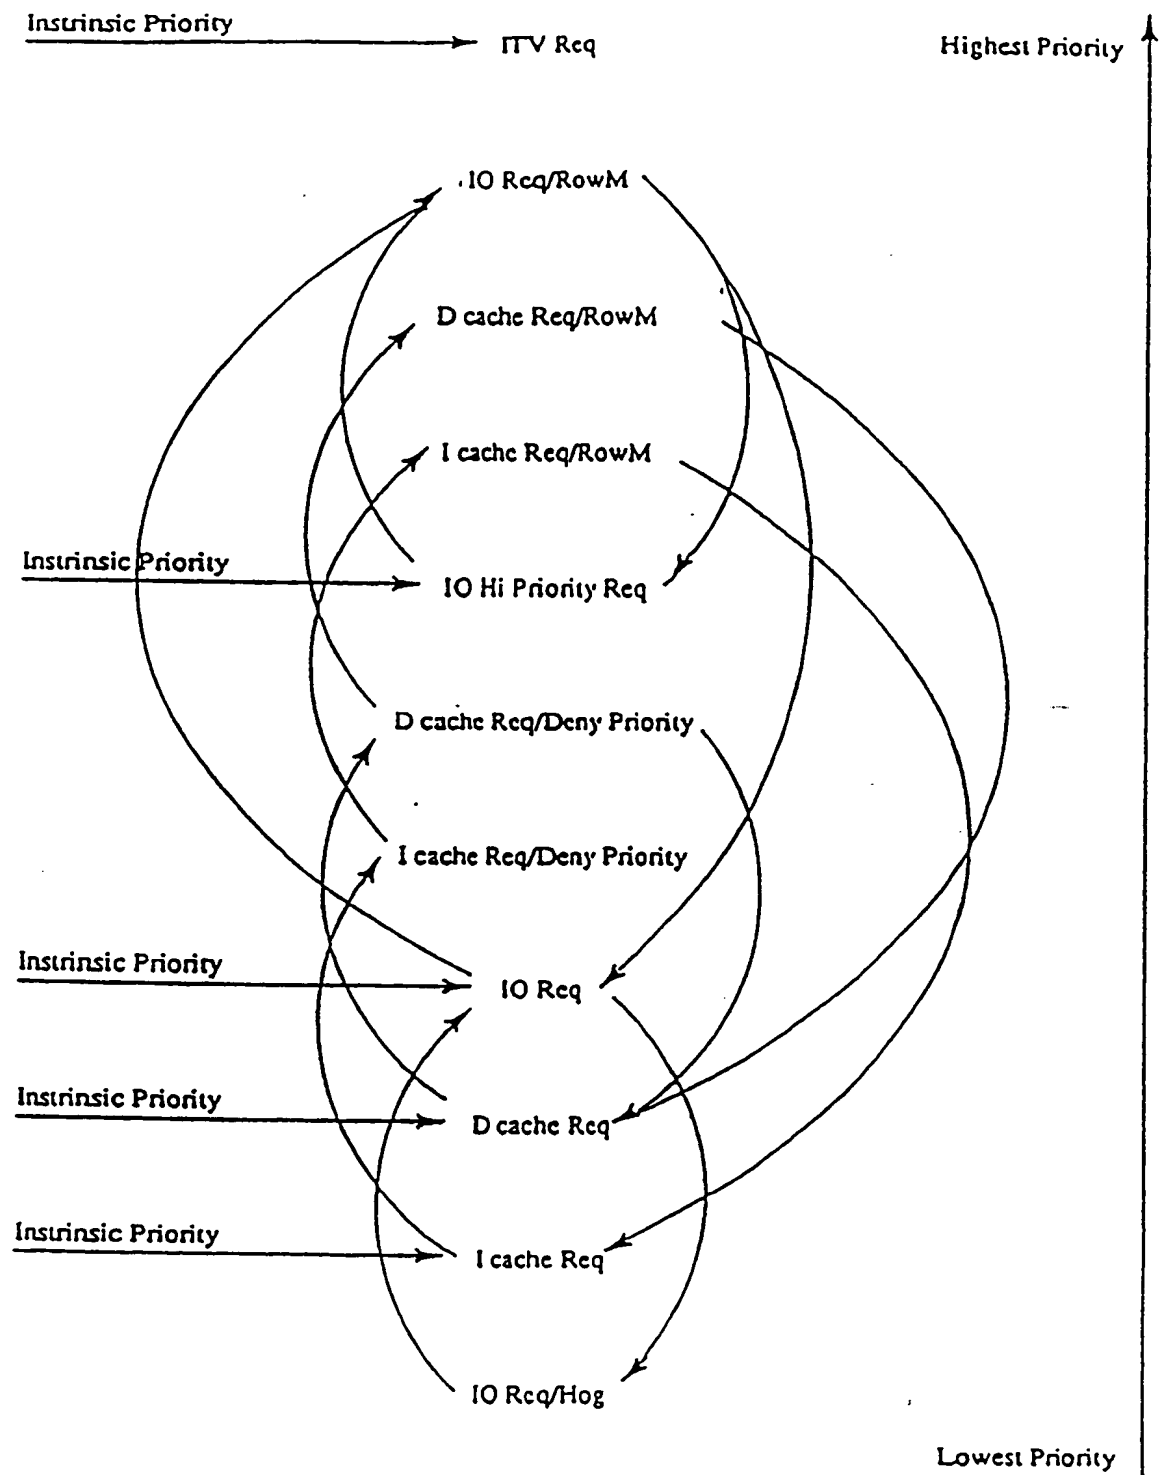 Instrinsic Priority
ITV Req
Highest Priority
IO Req/RowM
D cache Req/RowM
I cache Req/RowM
Instrinsic Priority
IO Hi Priority Req
D cache Req/Deny Priority
I cache Req/Deny Priority
Instrinsic Priority
IO Req
Instrinsic Priority
D cache Req
Instrinsic Priority
I cache Req
IO Req/Hog
Lowest Priority